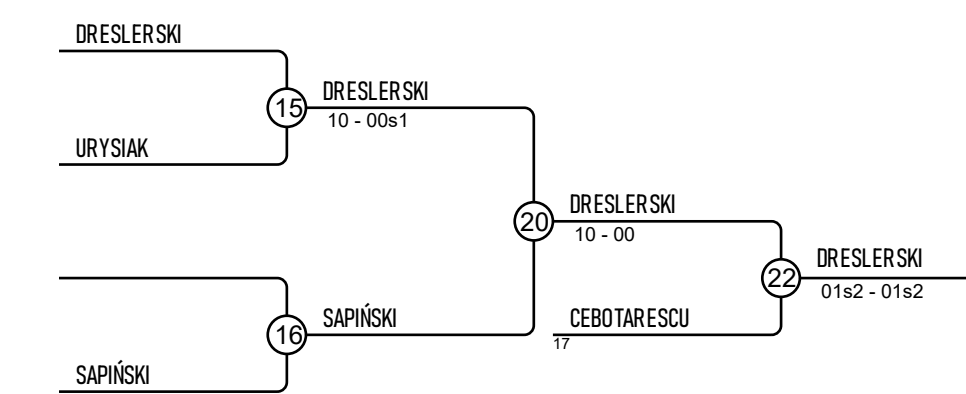 DRESLERSKI
15
DRESLERSKI
10 - 00s1
URYSIAK
20
DRESLERSKI
10 - 00
22
DRESLERSKI
01s2 - 01s2
16
SAPIŃSKI
CEBOTARESCU
17
SAPIŃSKI